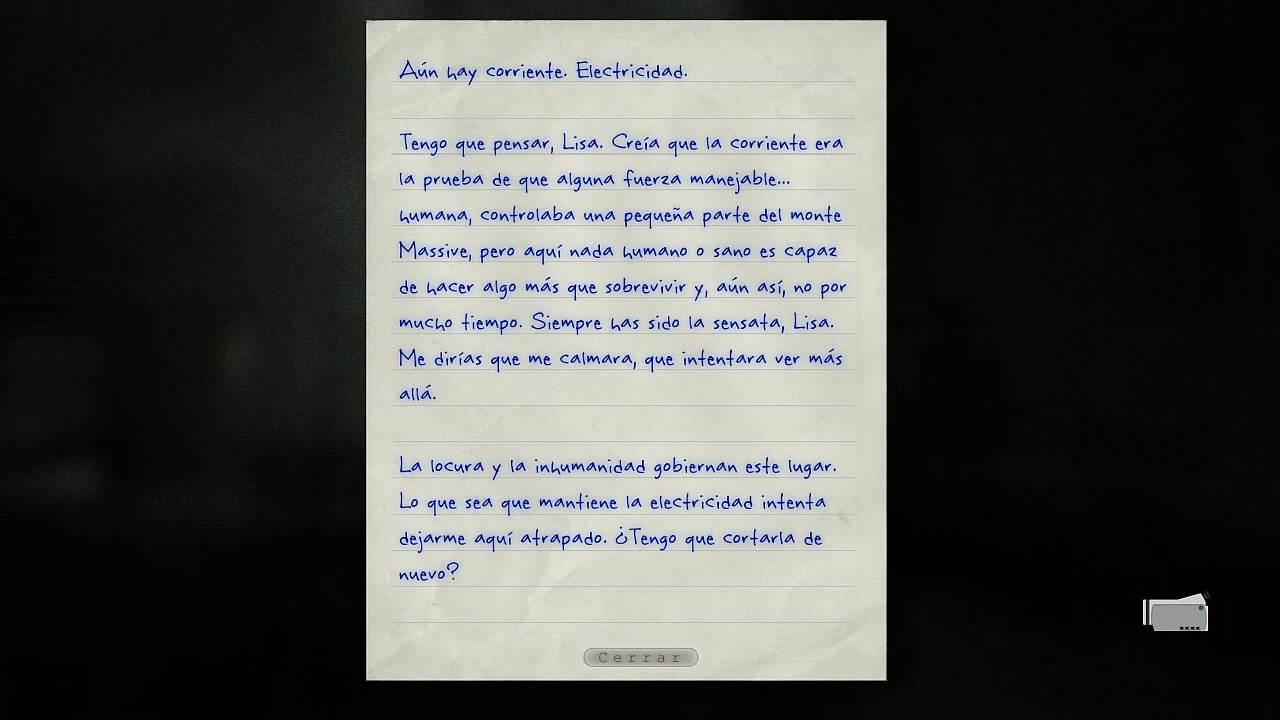 Aún hay corriente. Electricidad.
Tengo que pensar, Lisa. Creía que la corriente era
la prueba de que alguna fuerza manejable...
humana, controlaba una pequeña parte del monte
Massive, pero aquí nada humano o sano es capaz
de hacer algo más que sobrevivir y, aún así, no por
mucho tiempo. Siempre has sido la sensata, Lisa.
Me dirías que me calmara, que intentara ver más
allá.
La locura y la inhumanidad gobiernan este lugar.
Lo que sea que mantiene la electricidad intenta
dejarme aquí atrapado. ¿Tengo que cortarla de
nuevo?
Cerrar